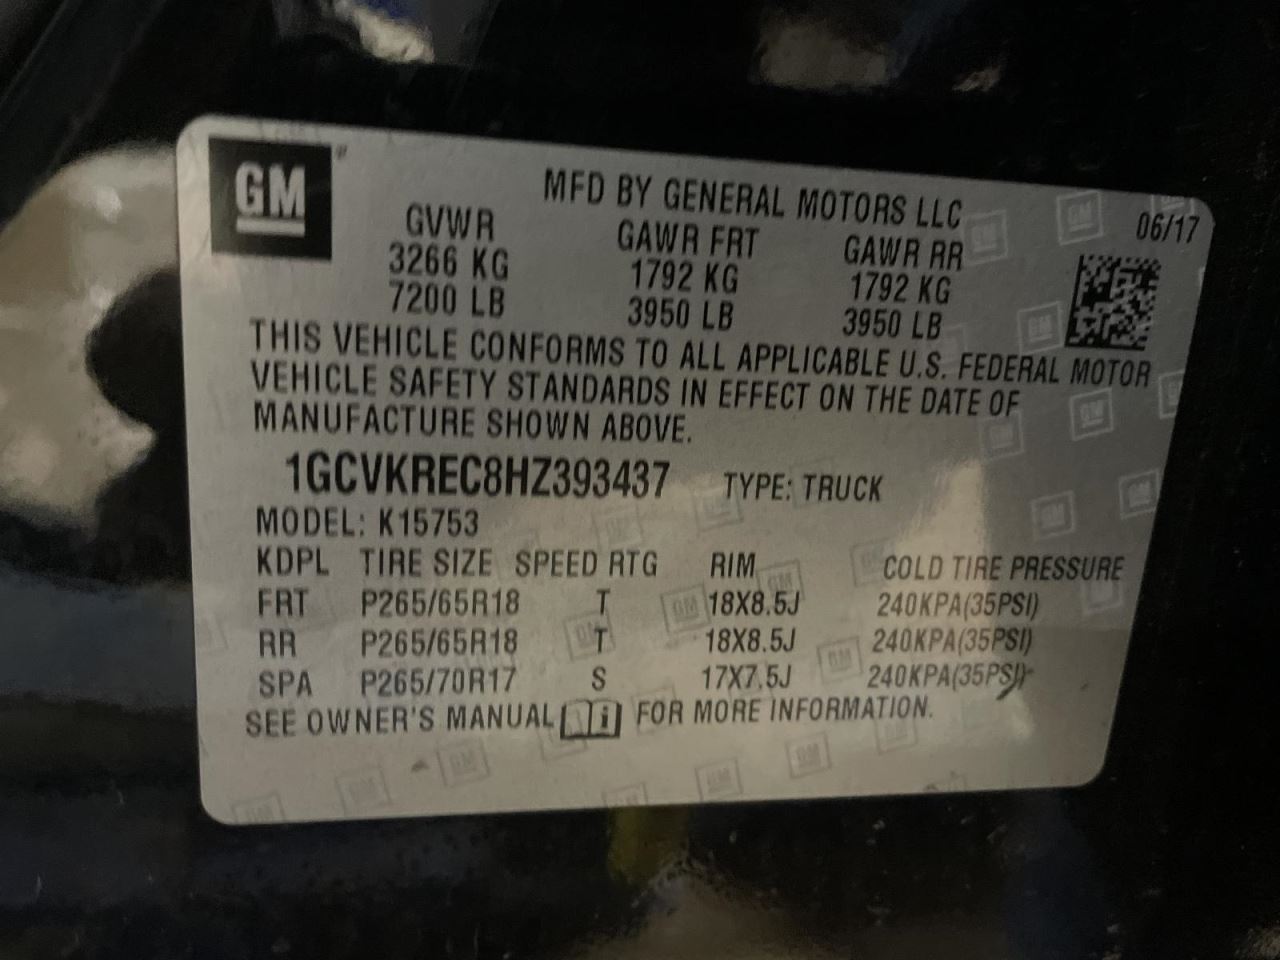 GM
MFD BY GENERAL MOTORS LLC
06/17
GVWR GAWR FRT GAWR RR
3266 KG 1792 KG 1792 KG
7200 LB 3950 LB 3950 LB
THIS VEHICLE CONFORMS TO ALL APPLICABLE U.S. FEDERAL MOTOR
VEHICLE SAFETY STANDARDS IN EFFECT ON THE DATE OF
MANUFACTURE SHOWN ABOVE.
1GCVKREC8HZ393437 TYPE: TRUCK
MODEL: K15753
KDPL TIRE SIZE SPEED RTG RIM COLD TIRE PRESSURE
FRT P265/65R18 T 18X8.5J 240KPA(35PSI)
RR P265/65R18 T 18X8.5J 240KPA(35PSI)
SPA P265/70R17 S 17X7.5J 240KPA(35PSI)
SEE OWNER'S MANUAL i FOR MORE INFORMATION.